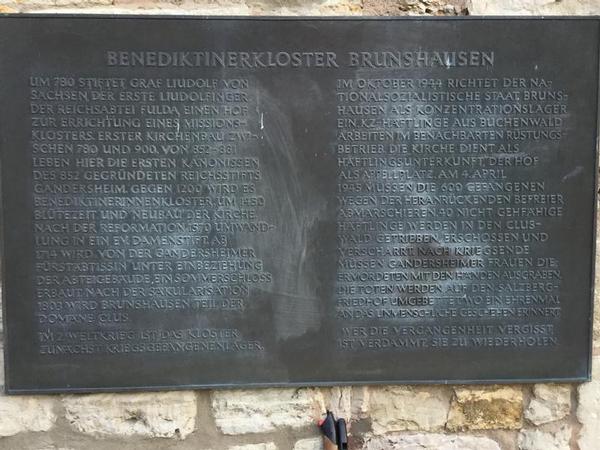 BENEDIKTINERKLOSTER BRUNSHAUSEN
UM 780 STIFTET GRAF LIUDOLF VON
SACHSEN DER ERSTE LIUDOLFINGER
DER REICHSABTEI FULDA EINEN HOF
ZUR ERRICHTUNG EINES MISSIONS-
KLOSTERS. ERSTER KIRCHENBAU ZWI-
SCHEN 780 UND 900. VON 852-881
LEBEN HIER DIE ERSTEN KANONISSEN
DES 852 GEGRÜNDETEN REICHSSTIFTS
GANDERSHEIM. GEGEN 1200 WIRD ES
BENEDIKTINERINNENKLOSTER, UM 1450
BLÜTEZEIT UND NEUBAU DER KIRCHE.
NACH DER REFORMATION 1570 UMWAND-
LUNG IN EIN EV. DAMENSTIFT. AB
1714 WIRD VON DER GANDERSHEIMER
FÜRSTÄBTISSIN UNTER EINBEZIEHUNG
DER ABTEIGEBÄUDE EIN SOMMERSCHLOSS
ERBAUT. NACH DER SÄKULARISATION
1803 WIRD BRUNSHAUSEN TEIL DER
DOMÄNE CLUS.
IM 2. WELTKRIEG IST DAS KLOSTER
ZUNÄCHST KRIEGSGEFANGENENLAGER.
IM OKTOBER 1944 RICHTET DER NA-
TIONALSOZIALISTISCHE STAAT BRUNS-
HAUSEN ALS KONZENTRATIONSLAGER
EIN. KZ-HÄFTLINGE AUS BUCHENWALD
ARBEITEN IM BENACHBARTEN RÜSTUNGS-
BETRIEB. DIE KIRCHE DIENT ALS
HÄFTLINGSUNTERKUNFT, DER HOF
ALS APPELLPLATZ. AM 4. APRIL
1945 MÜSSEN DIE 600 GEFANGENEN
WEGEN DER HERANRÜCKENDEN BEFREIER
ABMARSCHIEREN. 40 NICHT GEHFÄHIGE
HÄFTLINGE WERDEN IN DEN CLUS-
WALD GETRIEBEN, ERSCHOSSEN UND
VERSCHARRT. NACH KRIEGSENDE
MÜSSEN GANDERSHEIMER FRAUEN DIE
ERMORDETEN MIT DEN HÄNDEN AUSGRABEN.
DIE TOTEN WERDEN AUF DEN SALZBERG-
FRIEDHOF UMGEBETTET, WO EIN EHRENMAL
AN DAS UNMENSCHLICHE GESCHEHEN ERINNERT.
WER DIE VERGANGENHEIT VERGISST
IST VERDAMMT, SIE ZU WIEDERHOLEN.